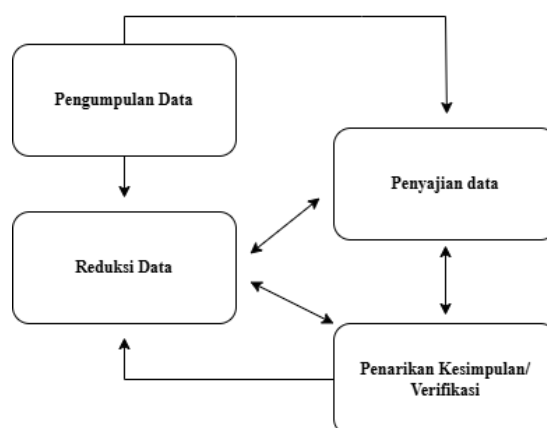 Pengumpulan Data
Penyajian data
Reduksi Data
Penarikan Kesimpulan/
Verifikasi